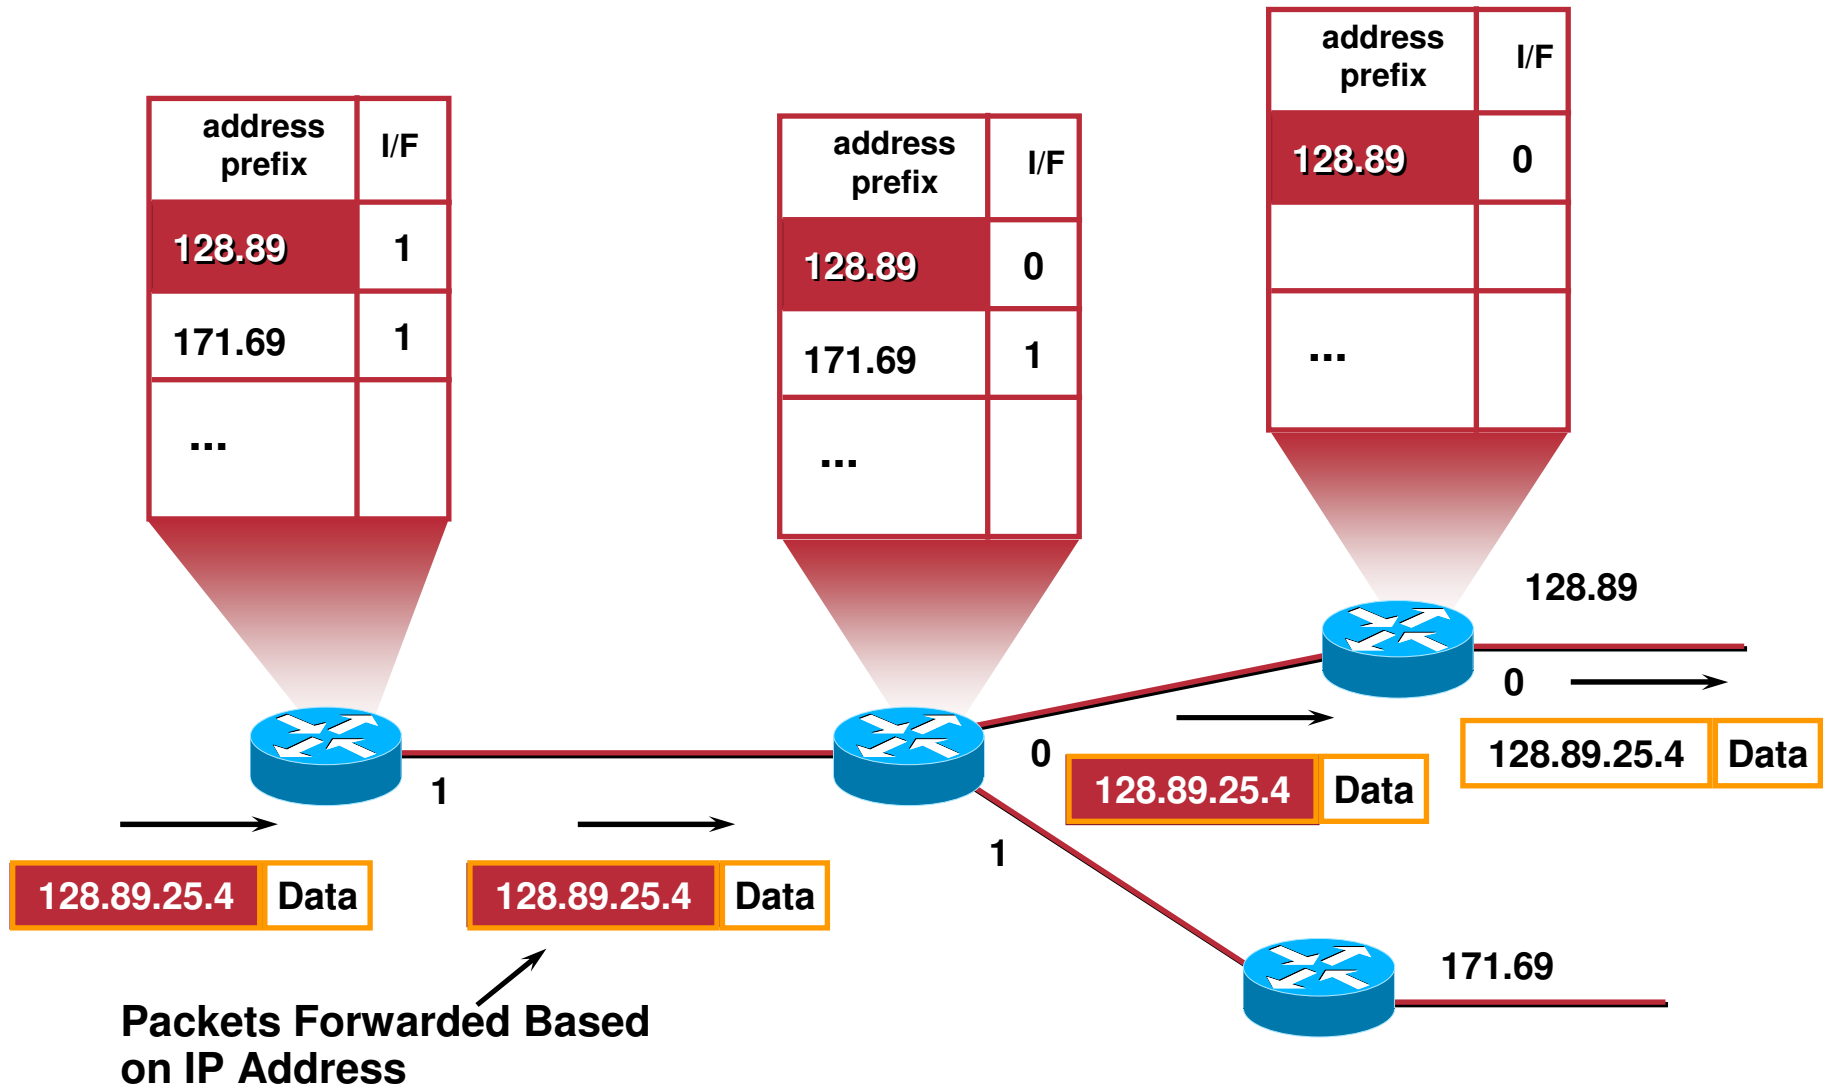 address
prefix
I/F
128.89
1
171.69
1
...
address
prefix
I/F
128.89
0
171.69
1
...
address
prefix
I/F
128.89
0
...
128.89
0
128.89.25.4 Data
0
128.89.25.4 Data
1
1
128.89.25.4 Data
128.89.25.4 Data
171.69
Packets Forwarded Based
on IP Address